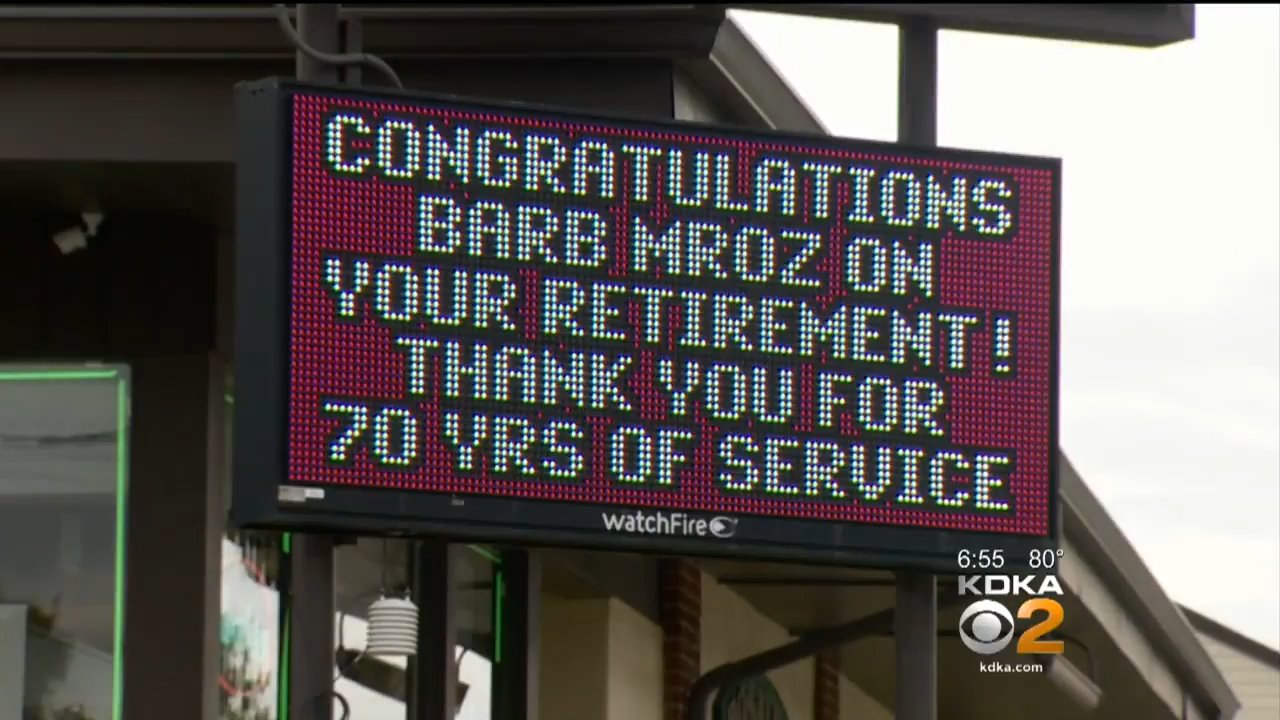 CONGRATULATIONS
BARB MROZ ON
YOUR RETIREMENT!
THANK YOU FOR
70 YRS OF SERVICE
watchFire
6:55 80°
KDKA
2
kdka.com